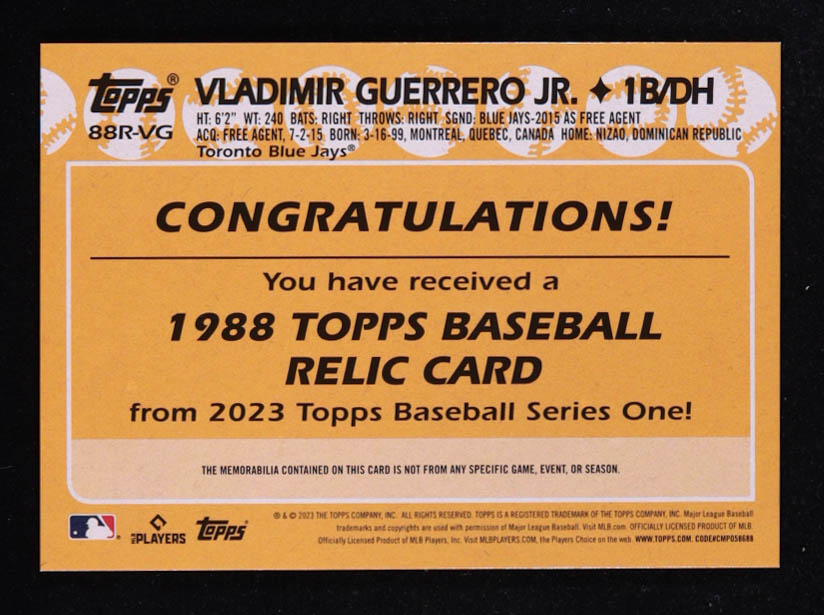 Topps®
88R-VG
VLADIMIR GUERRERO JR. ✦ 1B/DH
HT: 6'2" WT: 240 BATS: RIGHT THROWS: RIGHT SGND: BLUE JAYS-2015 AS FREE AGENT
ACQ: FREE AGENT, 7-2-15 BORN: 3-16-99, MONTREAL, QUEBEC, CANADA HOME: NIZAO, DOMINICAN REPUBLIC
Toronto Blue Jays®
CONGRATULATIONS!
You have received a
1988 TOPPS BASEBALL
RELIC CARD
from 2023 Topps Baseball Series One!
THE MEMORABILIA CONTAINED ON THIS CARD IS NOT FROM ANY SPECIFIC GAME, EVENT, OR SEASON.
MLB PLAYERS
Topps
® & © 2023 THE TOPPS COMPANY, INC. ALL RIGHTS RESERVED. TOPPS IS A REGISTERED TRADEMARK OF THE TOPPS COMPANY, INC. Major League Baseball
trademarks and copyrights are used with permission of Major League Baseball. Visit MLB.com. OFFICIALLY LICENSED PRODUCT OF MLB.
Officially Licensed Product of MLB Players, Inc. Visit MLBPLAYERS.COM, the Players Choice on the web. WWW.TOPPS.COM. CODE#CMP058688